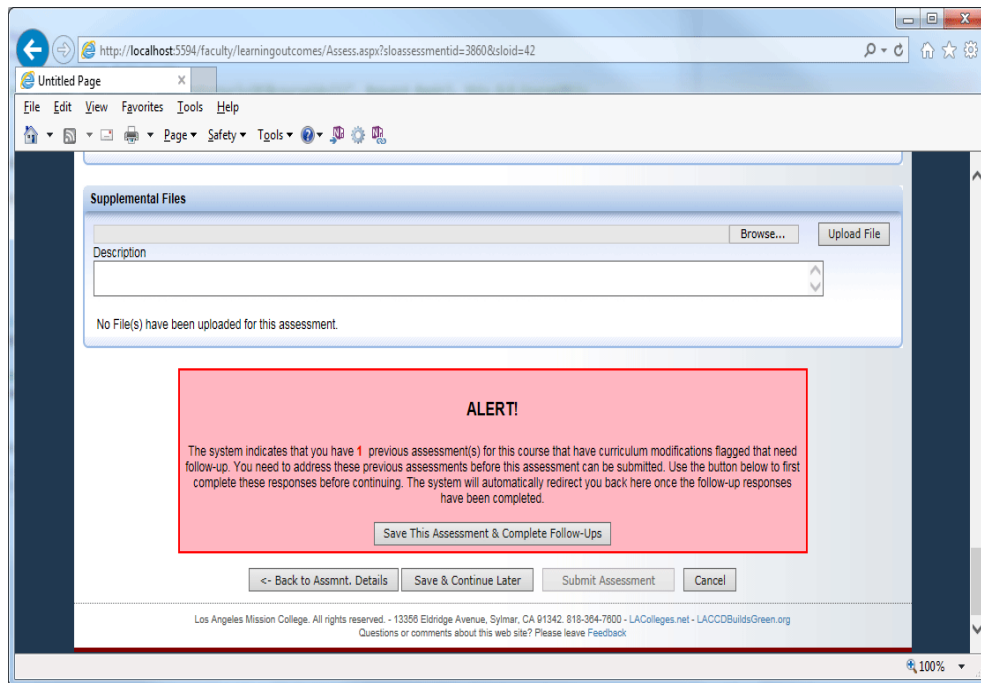 http://localhost:5594/faculty/learningoutcomes/Assess.aspx?sloassessmentid=3860&sloid=42
Untitled Page
File Edit View Favorites Tools Help
Page Safety Tools
Supplemental Files
Browse... Upload File
Description
No File(s) have been uploaded for this assessment.
ALERT!
The system indicates that you have 1 previous assessment(s) for this course that have curriculum modifications flagged that need
follow-up. You need to address these previous assessments before this assessment can be submitted. Use the button below to first
complete these responses before continuing. The system will automatically redirect you back here once the follow-up responses
have been completed.
Save This Assessment & Complete Follow-Ups
<- Back to Assmnt. Details Save & Continue Later Submit Assessment Cancel
Los Angeles Mission College. All rights reserved. - 13356 Eldridge Avenue, Sylmar, CA 91342. 818-364-7600 - LAColleges.net - LACCDBuildsGreen.org
Questions or comments about this web site? Please leave Feedback
100%